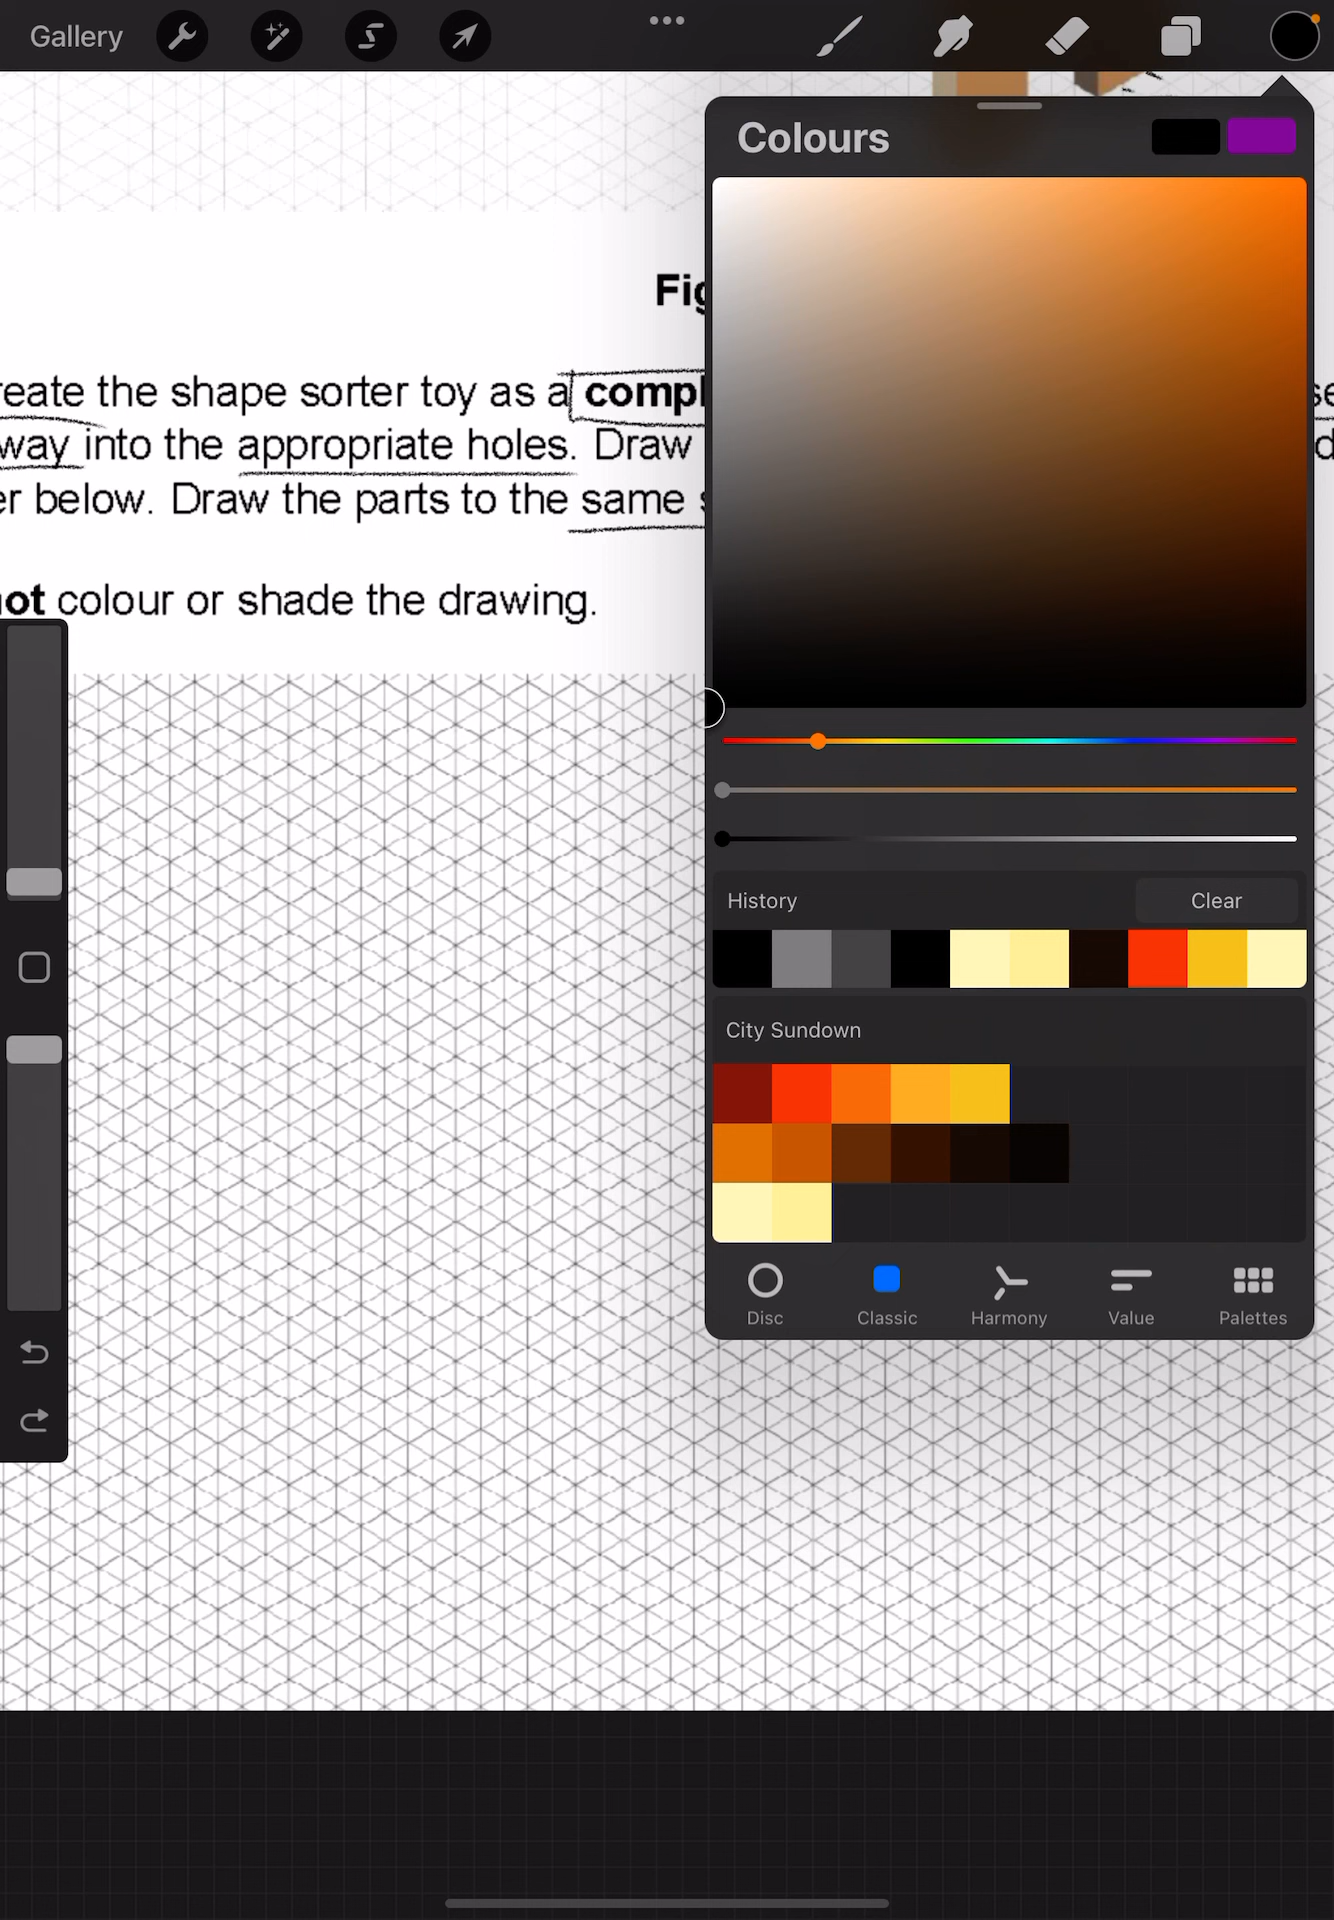 Gallery
Colours
Fig
reate the shape sorter toy as a compl
way into the appropriate holes. Draw
er below. Draw the parts to the same s
ot colour or shade the drawing.
History
Clear
City Sundown
Disc
Classic
Harmony
Value
Palettes